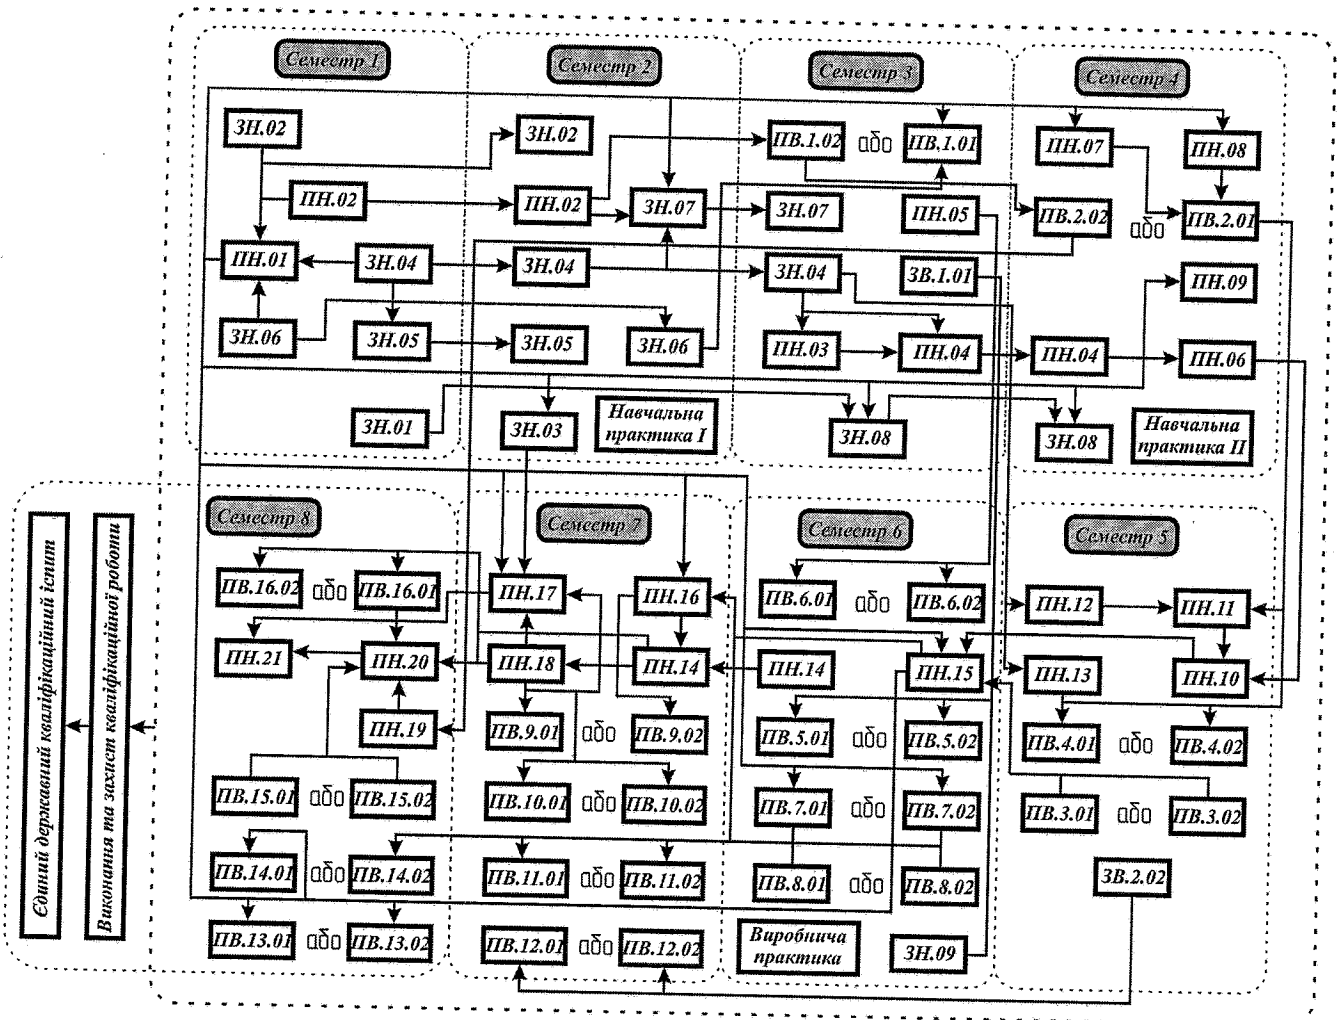 Семестр 1
ЗН.02
ПН.02
ПН.01
ЗН.04
ЗН.06
ЗН.05
ЗН.01
Семестр 2
ЗН.02
ПН.02
ЗН.07
ЗН.04
ЗН.05
ЗН.06
ЗН.03
Навчальна
практика І
Семестр 3
ПВ.1.02
або
ПВ.1.01
ЗН.07
ПН.05
ЗН.04
ЗВ.1.01
ПН.03
ПН.04
ЗН.08
Семестр 4
ПН.07
ПН.08
ПВ.2.02
або
ПВ.2.01
ПН.09
ПН.04
ПН.06
ЗН.08
Навчальна
практика ІІ
Єдиний державний кваліфікаційний іспит
Виконання та захист кваліфікаційної роботи
Семестр 8
ПВ.16.02
або
ПВ.16.01
ПН.21
ПН.20
ПН.19
ПВ.15.01
або
ПВ.15.02
ПВ.14.01
або
ПВ.14.02
ПВ.13.01
або
ПВ.13.02
Семестр 7
ПН.17
ПН.16
ПН.18
ПН.14
ПВ.9.01
або
ПВ.9.02
ПВ.10.01
або
ПВ.10.02
ПВ.11.01
або
ПВ.11.02
ПВ.12.01
або
ПВ.12.02
Семестр 6
ПВ.6.01
або
ПВ.6.02
ПН.14
ПН.15
ПВ.5.01
або
ПВ.5.02
ПВ.7.01
або
ПВ.7.02
ПВ.8.01
або
ПВ.8.02
Виробнича
практика
ЗН.09
Семестр 5
ПН.12
ПН.11
ПН.13
ПН.10
ПВ.4.01
або
ПВ.4.02
ПВ.3.01
або
ПВ.3.02
ЗВ.2.02